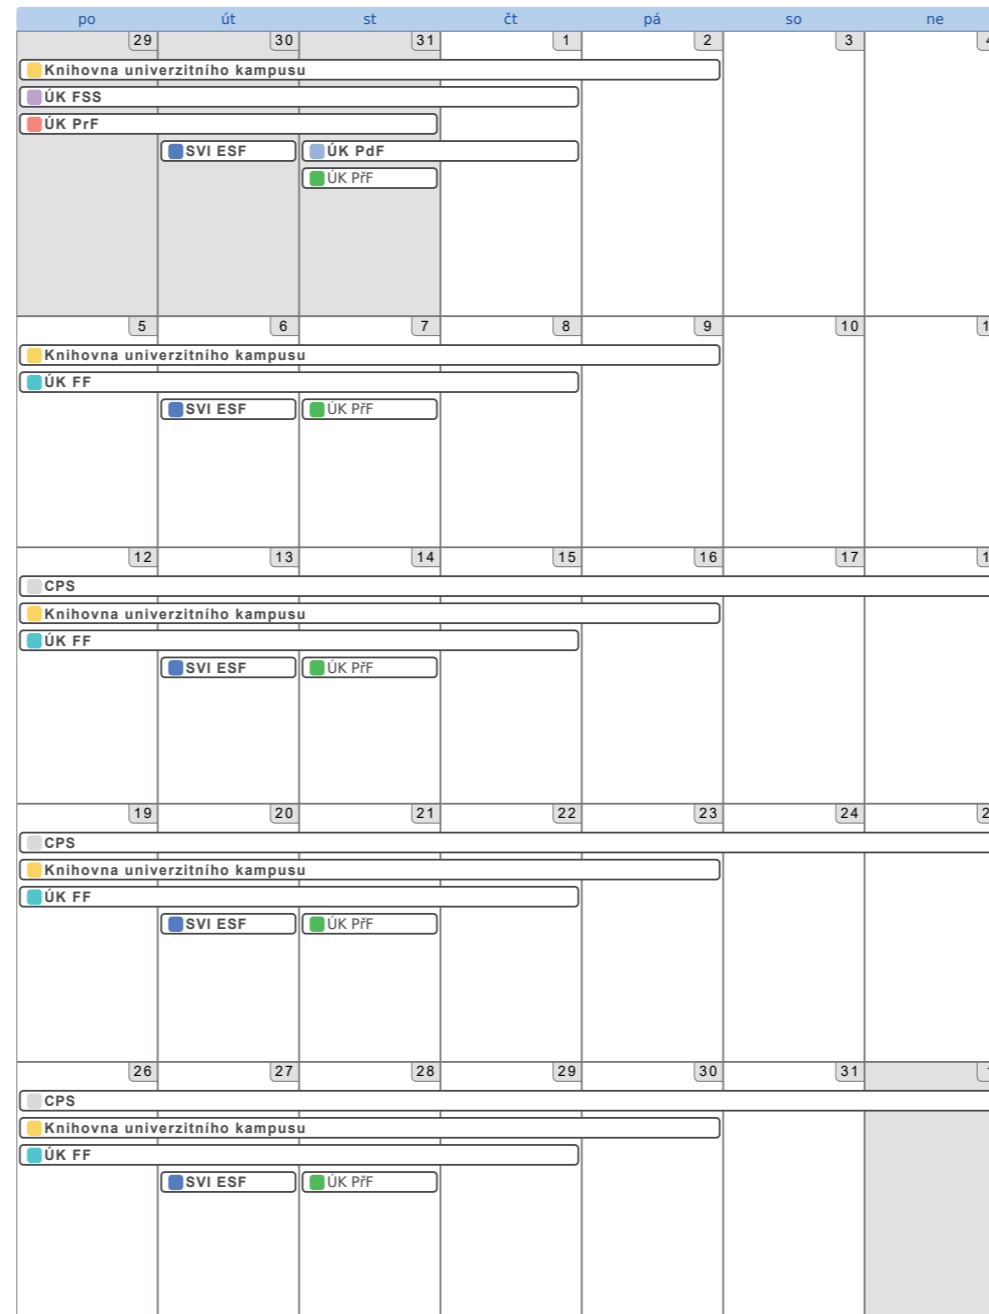 po út st čt pá so ne
29 30 31 1 2 3 4
Knihovna univerzitního kampusu
ÚK FSS
ÚK PrF
SVI ESF ÚK PdF
ÚK PřF
5 6 7 8 9 10
Knihovna univerzitního kampusu
ÚK FF
SVI ESF ÚK PřF
12 13 14 15 16 17
CPS
Knihovna univerzitního kampusu
ÚK FF
SVI ESF ÚK PřF
19 20 21 22 23 24
CPS
Knihovna univerzitního kampusu
ÚK FF
SVI ESF ÚK PřF
26 27 28 29 30 31
CPS
Knihovna univerzitního kampusu
ÚK FF
SVI ESF ÚK PřF